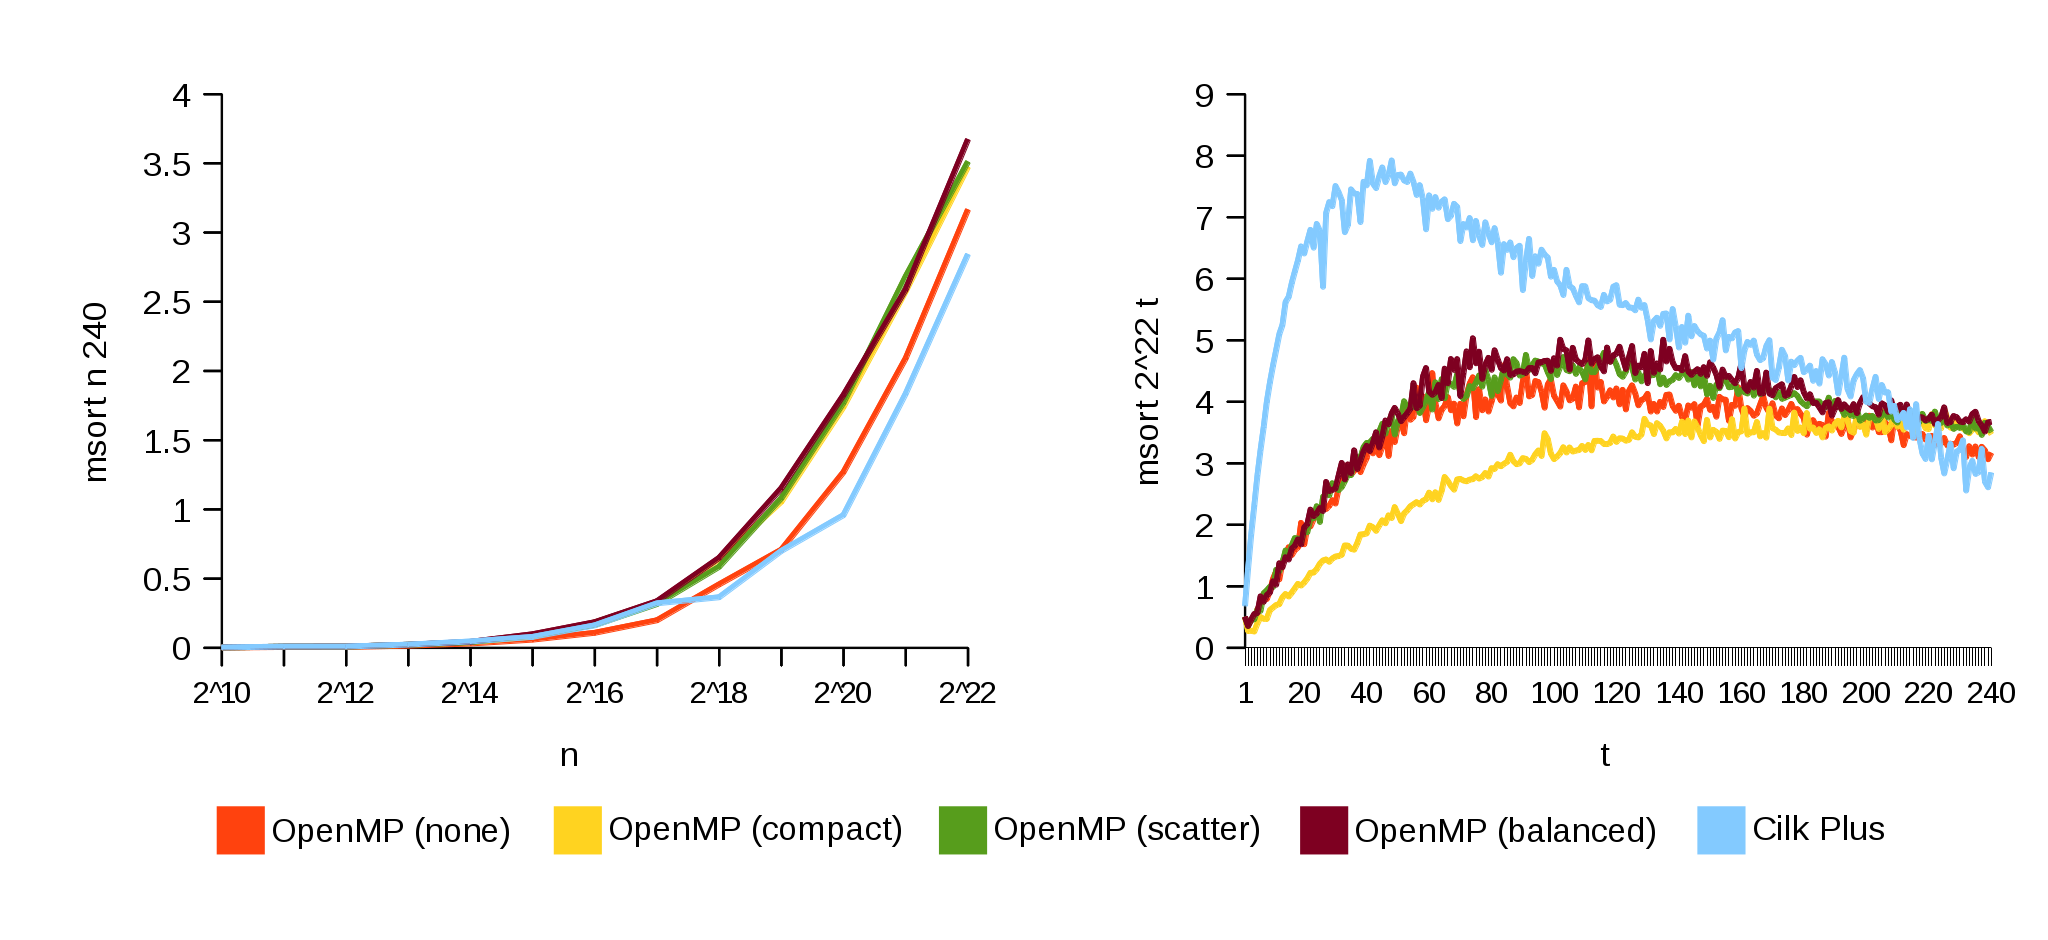 4
3.5
3
2.5
2
1.5
1
0.5
0
msort n 240
2^10 2^12 2^14 2^16 2^18 2^20 2^22
n
9
8
7
6
5
4
3
2
1
0
msort 2^22 t
1 20 40 60 80 100 120 140 160 180 200 220 240
t
OpenMP (none) OpenMP (compact) OpenMP (scatter) OpenMP (balanced) Cilk Plus